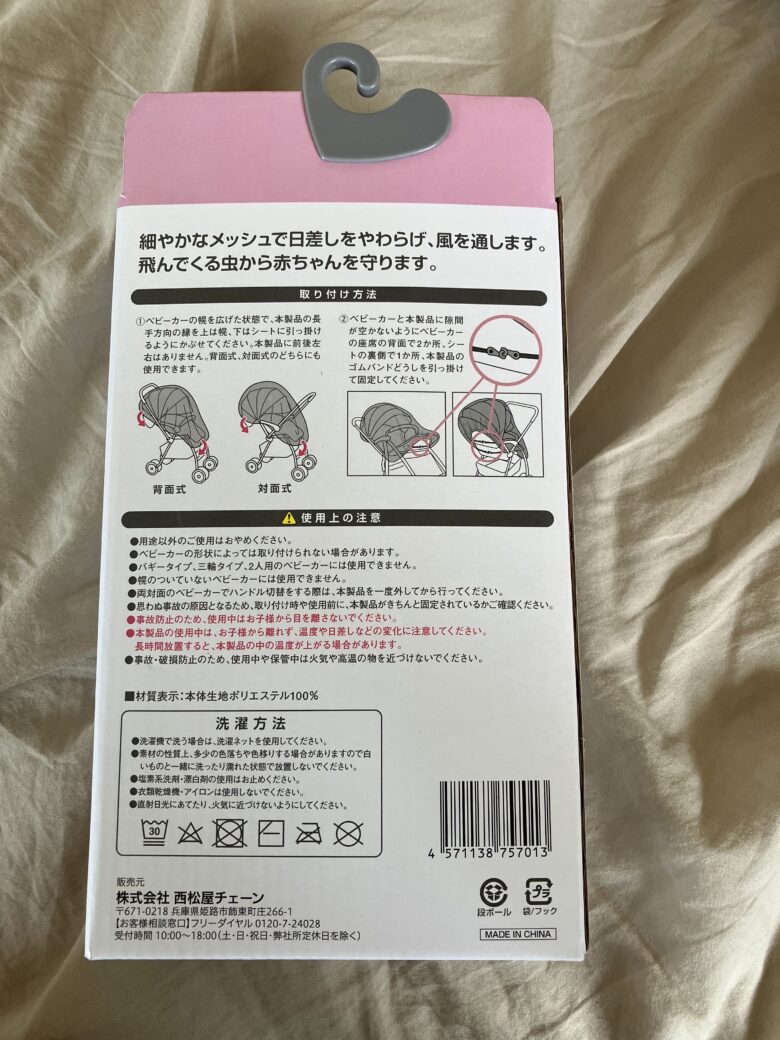 細やかなメッシュで日差しをやわらげ、風を通します。
飛んでくる虫から赤ちゃんを守ります。
取り付け方法
①ベビーカーの幌を広げた状態で、本製品の長
手方向の縁を上は幌、下はシートに引っ掛け
るようにかぶせてください。本製品に前後左
右はありません。背面式、対面式のどちらにも
使用できます。
背面式
対面式
②ベビーカーと本製品に隙間
が空かないようにベビーカー
の座席の背面で2か所、シー
トの裏側で1か所、本製品の
ゴムバンドどうしを引っ掛け
て固定してください。
使用上の注意
●用途以外のご使用はおやめください。
●ベビーカーの形状によっては取り付けられない場合があります。
●バギータイプ、三輪タイプ、2人用のベビーカーには使用できません。
●幌のついていないベビーカーには使用できません。
●両対面のベビーカーでハンドル切替をする際は、本製品を一度外してから行ってください。
●思わぬ事故の原因となるため、取り付け時や使用前に、本製品がきちんと固定されているかご確認ください。
●事故防止のため、使用中はお子様から目を離さないでください。
●本製品の使用中は、お子様から離れず、温度や日差しなどの変化に注意してください。
長時間放置すると、本製品の中の温度が上がる場合があります。
●事故・破損防止のため、使用中や保管中は火気や高温の物を近づけないでください。
■材質表示:本体生地ポリエステル100%
洗濯方法
●洗濯機で洗う場合は、洗濯ネットを使用してください。
●素材の性質上、多少の色落ちや色移りする場合がありますので白
いものと一緒に洗ったり濡れた状態で放置しないでください。
●塩素系洗剤・漂白剤の使用はお止めください。
●衣類乾燥機・アイロンは使用しないでください。
●直射日光にあてたり、火気に近づけないようにしてください。
30
4 571138 757013
販売元
株式会社 西松屋チェーン
〒671-0218 兵庫県姫路市飾東町庄266-1
【お客様相談窓口】フリーダイヤル 0120-7-24028
受付時間 10:00〜18:00(土・日・祝日・弊社所定休日を除く)
段ボール
プラ
袋/フック
MADE IN CHINA